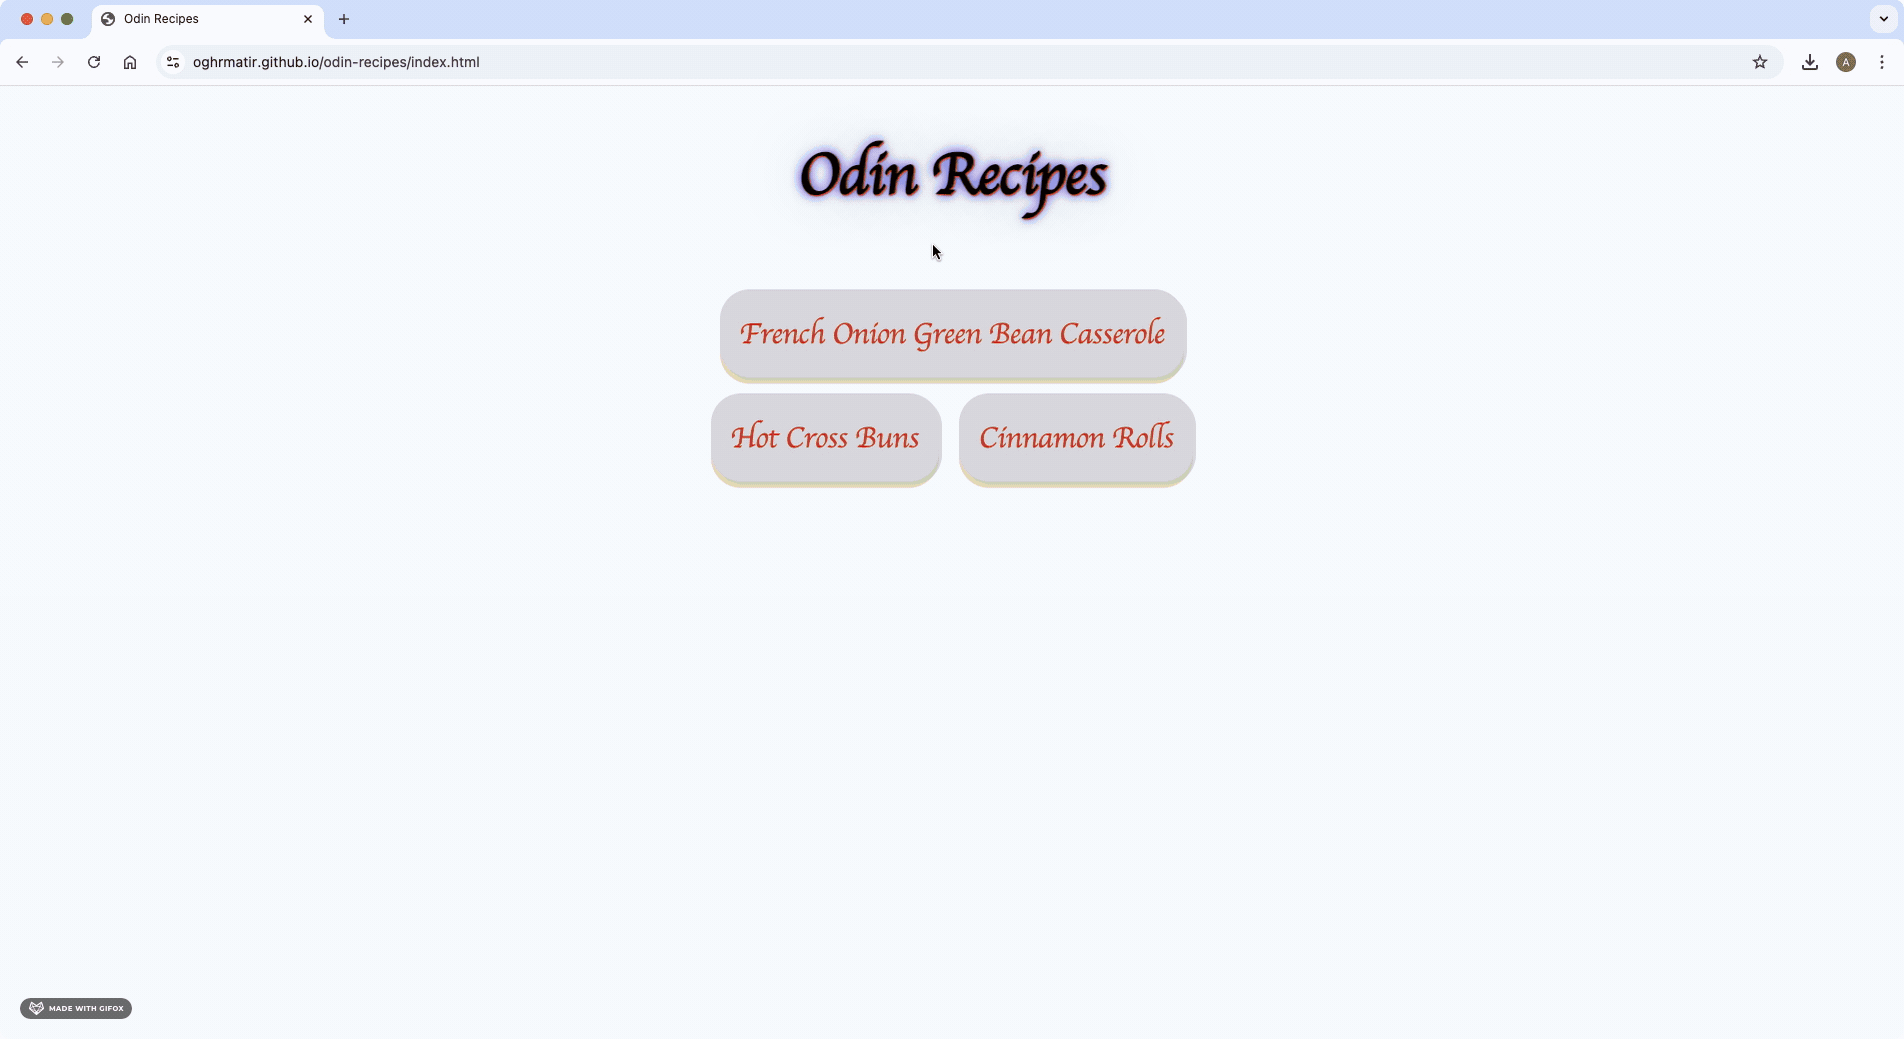 Odin Recipes
oghrmatir.github.io/odin-recipes/index.html
A
Odin Recipes
French Onion Green Bean Casserole
Hot Cross Buns
Cinnamon Rolls
MADE WITH GIFOX